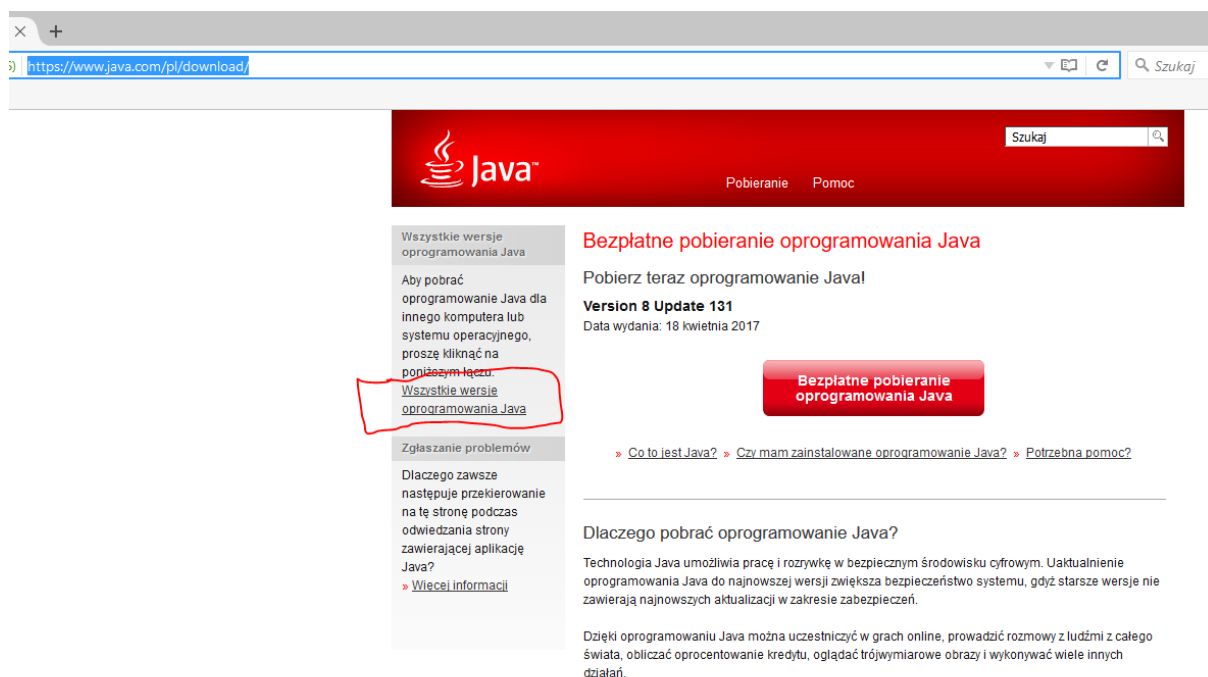 https://www.java.com/pl/download/
Szukaj
Java™
Szukaj
Pobieranie Pomoc
Wszystkie wersje
oprogramowania Java
Aby pobrać
oprogramowanie Java dla
innego komputera lub
systemu operacyjnego,
proszę kliknąć na
poniższym łączu.
Wszystkie wersje
oprogramowania Java
Zgłaszanie problemów
Dlaczego zawsze
następuje przekierowanie
na tę stronę podczas
odwiedzania strony
zawierającej aplikację
Java?
» Więcej informacji
Bezpłatne pobieranie oprogramowania Java
Pobierz teraz oprogramowanie Java!
Version 8 Update 131
Data wydania: 18 kwietnia 2017
Bezpłatne pobieranie
oprogramowania Java
» Co to jest Java? » Czy mam zainstalowane oprogramowanie Java? » Potrzebna pomoc?
Dlaczego pobrać oprogramowanie Java?
Technologia Java umożliwia pracę i rozrywkę w bezpiecznym środowisku cyfrowym. Uaktualnienie
oprogramowania Java do najnowszej wersji zwiększa bezpieczeństwo systemu, gdyż starsze wersje nie
zawierają najnowszych aktualizacji w zakresie zabezpieczeń.
Dzięki oprogramowaniu Java można uczestniczyć w grach online, prowadzić rozmowy z ludźmi z całego
świata, obliczać oprocentowanie kredytu, oglądać trójwymiarowe obrazy i wykonywać wiele innych
działań.